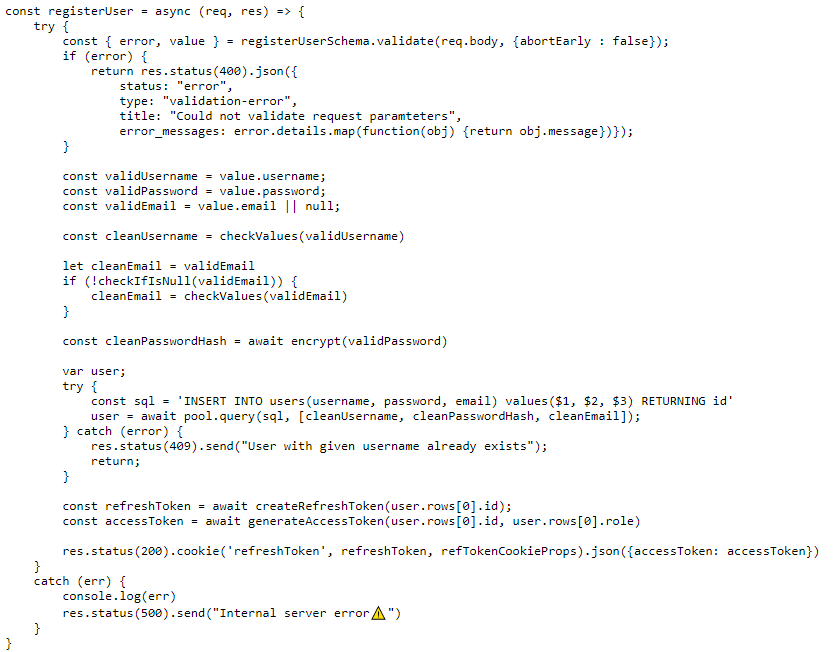 const registerUser = async (req, res) => {
    try {
        const { error, value } = registerUserSchema.validate(req.body, {abortEarly : false});
        if (error) {
            return res.status(400).json({
                status: "error",
                type: "validation-error",
                title: "Could not validate request paramteters",
                error_messages: error.details.map(function(obj) {return obj.message})});
        }

        const validUsername = value.username;
        const validPassword = value.password;
        const validEmail = value.email || null;

        const cleanUsername = checkValues(validUsername)

        let cleanEmail = validEmail
        if (!checkIfIsNull(validEmail)) {
            cleanEmail = checkValues(validEmail)
        }

        const cleanPasswordHash = await encrypt(validPassword)

        var user;
        try {
            const sql = 'INSERT INTO users(username, password, email) values($1, $2, $3) RETURNING id'
            user = await pool.query(sql, [cleanUsername, cleanPasswordHash, cleanEmail]);
        } catch (error) {
            res.status(409).send("User with given username already exists");
            return;
        }

        const refreshToken = await createRefreshToken(user.rows[0].id);
        const accessToken = await generateAccessToken(user.rows[0].id, user.rows[0].role)

        res.status(200).cookie('refreshToken', refreshToken, refTokenCookieProps).json({accessToken: accessToken})
    }
    catch (err) {
        console.log(err)
        res.status(500).send("Internal server error⚠️")
    }
}